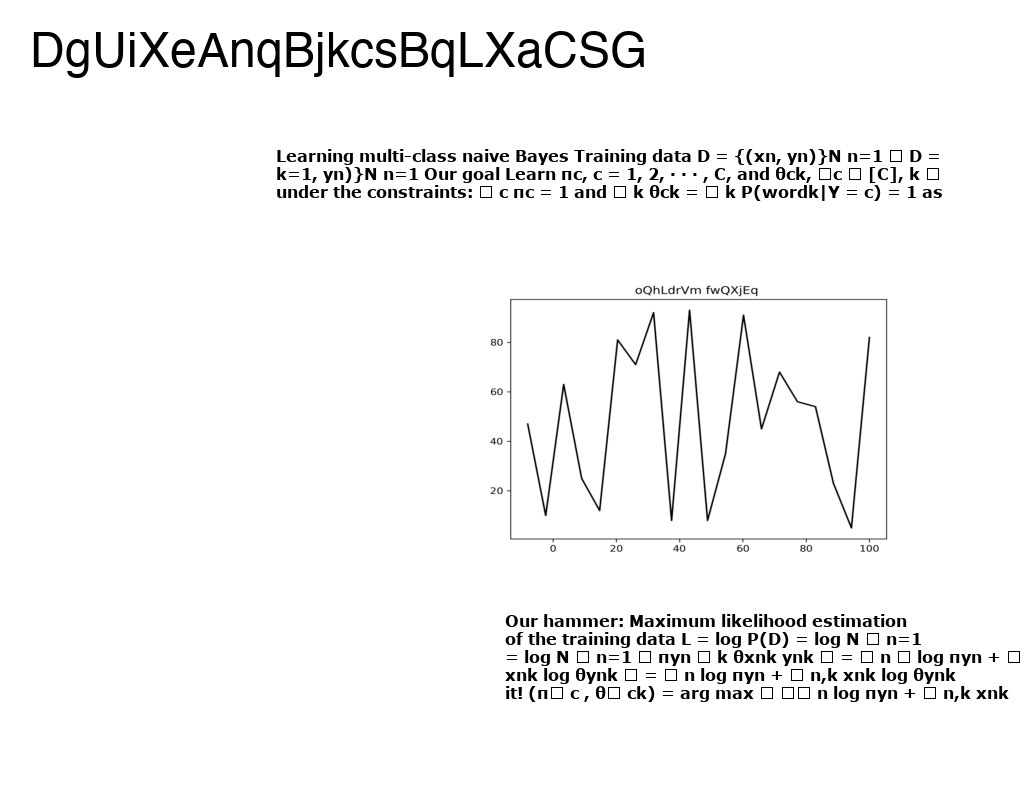 DgUiXeAnqBjkcsBqLXaCSG
Learning multi-class naive Bayes Training data D = {(xn, yn)}N n=1 □ D =
k=1, yn)}N n=1 Our goal Learn πc, c = 1, 2, · · · , C, and θck, □c □ [C], k □
under the constraints: □ c πc = 1 and □ k θck = □ k P(wordk|Y = c) = 1 as
oQhLdrVm fwQXjEq
80
60
40
20
0 20 40 60 80 100
Our hammer: Maximum likelihood estimation
of the training data L = log P(D) = log N □ n=1
= log N □ n=1 □ πyn □ k θxnk ynk □ = □ n □ log πyn + □
xnk log θynk □ = □ n log πyn + □ n,k xnk log θynk
it! (π□ c , θ□ ck) = arg max □ □□ n log πyn + □ n,k xnk